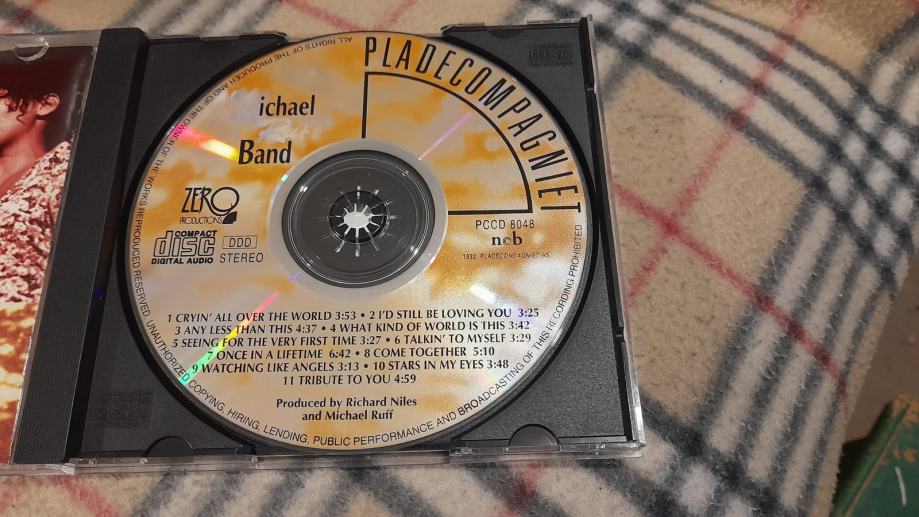 PLADECOMPAGNIET
ichael
Ruff
Band
ZERO
PRODUCTIONS
COMPACT
disc
DIGITAL AUDIO
DDD
STEREO
PCCD 8048
n©b
1992 PLADECOMPAGNIET AS
1 CRYIN' ALL OVER THE WORLD 3:53 • 2 I'D STILL BE LOVING YOU 3:25
3 ANY LESS THAN THIS 4:37 • 4 WHAT KIND OF WORLD IS THIS 3:42
5 SEEING FOR THE VERY FIRST TIME 3:27 • 6 TALKIN' TO MYSELF 3:29
7 ONCE IN A LIFETIME 6:42 • 8 COME TOGETHER 5:10
9 WATCHING LIKE ANGELS 3:13 • 10 STARS IN MY EYES 3:48
11 TRIBUTE TO YOU 4:59
Produced by Richard Niles
and Michael Ruff
ALL RIGHTS OF THE PRODUCER AND OF THE OWNER OF THE WORKS REPRODUCED RESERVED. UNAUTHORIZED COPYING, HIRING, LENDING, PUBLIC PERFORMANCE AND BROADCASTING OF THIS RECORDING PROHIBITED